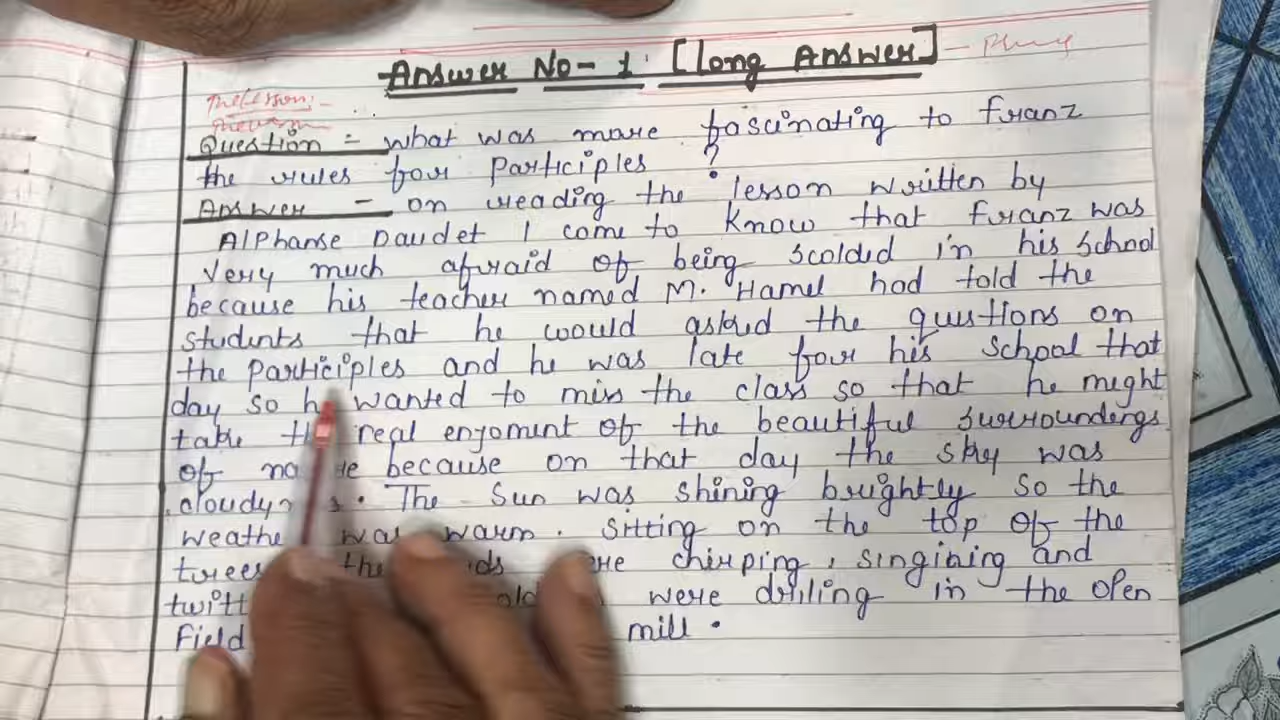 Answer No-1. [long Answer]
The lesson:-
Question = what was more fascinating to franz
the rules for participles ?
Answer - on reading the lesson written by
Alphanse Daudet I come to know that franz was
very much afraid of being scolded in his school
because his teacher named M. Hamel had told the
students that he would asked the questions on
the participles and he was late for his school that
day so he wanted to miss the class so that he might
take real enjoment of the beautiful surroundergs
of because on that day the sky was
cloudy . The Sun was shining brightly so the
was warm . Sitting on the top of the
trees chirping , singining and
were drilling in the open
field mill .